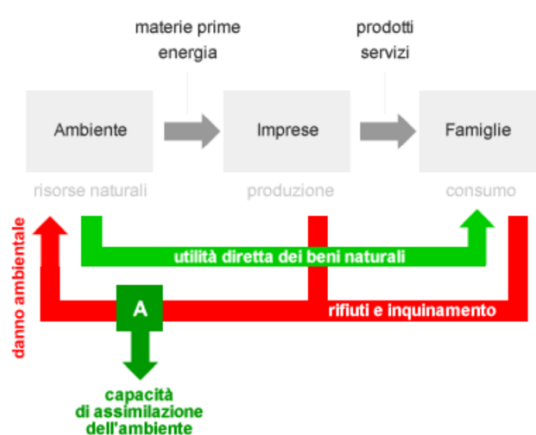 materie prime
energia
prodotti
servizi
Ambiente
Imprese
Famiglie
risorse naturali
produzione
consumo
danno ambientale
utilità diretta dei beni naturali
A
rifiuti e inquinamento
capacità
di assimilazione
dell'ambiente